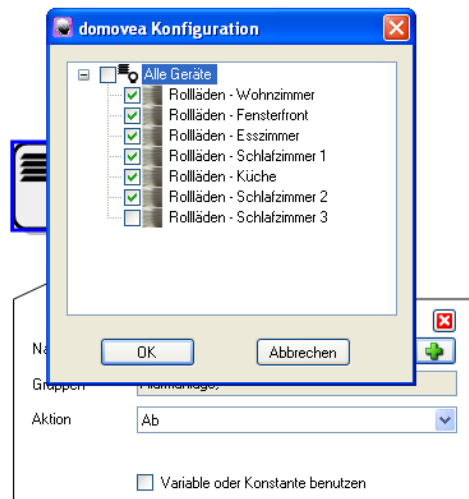 domovea Konfiguration
Alle Geräte
Rollläden - Wohnzimmer
Rollläden - Fensterfront
Rollläden - Esszimmer
Rollläden - Schlafzimmer 1
Rollläden - Küche
Rollläden - Schlafzimmer 2
Rollläden - Schlafzimmer 3
OK Abbrechen
Aktion Ab
Variable oder Konstante benutzen